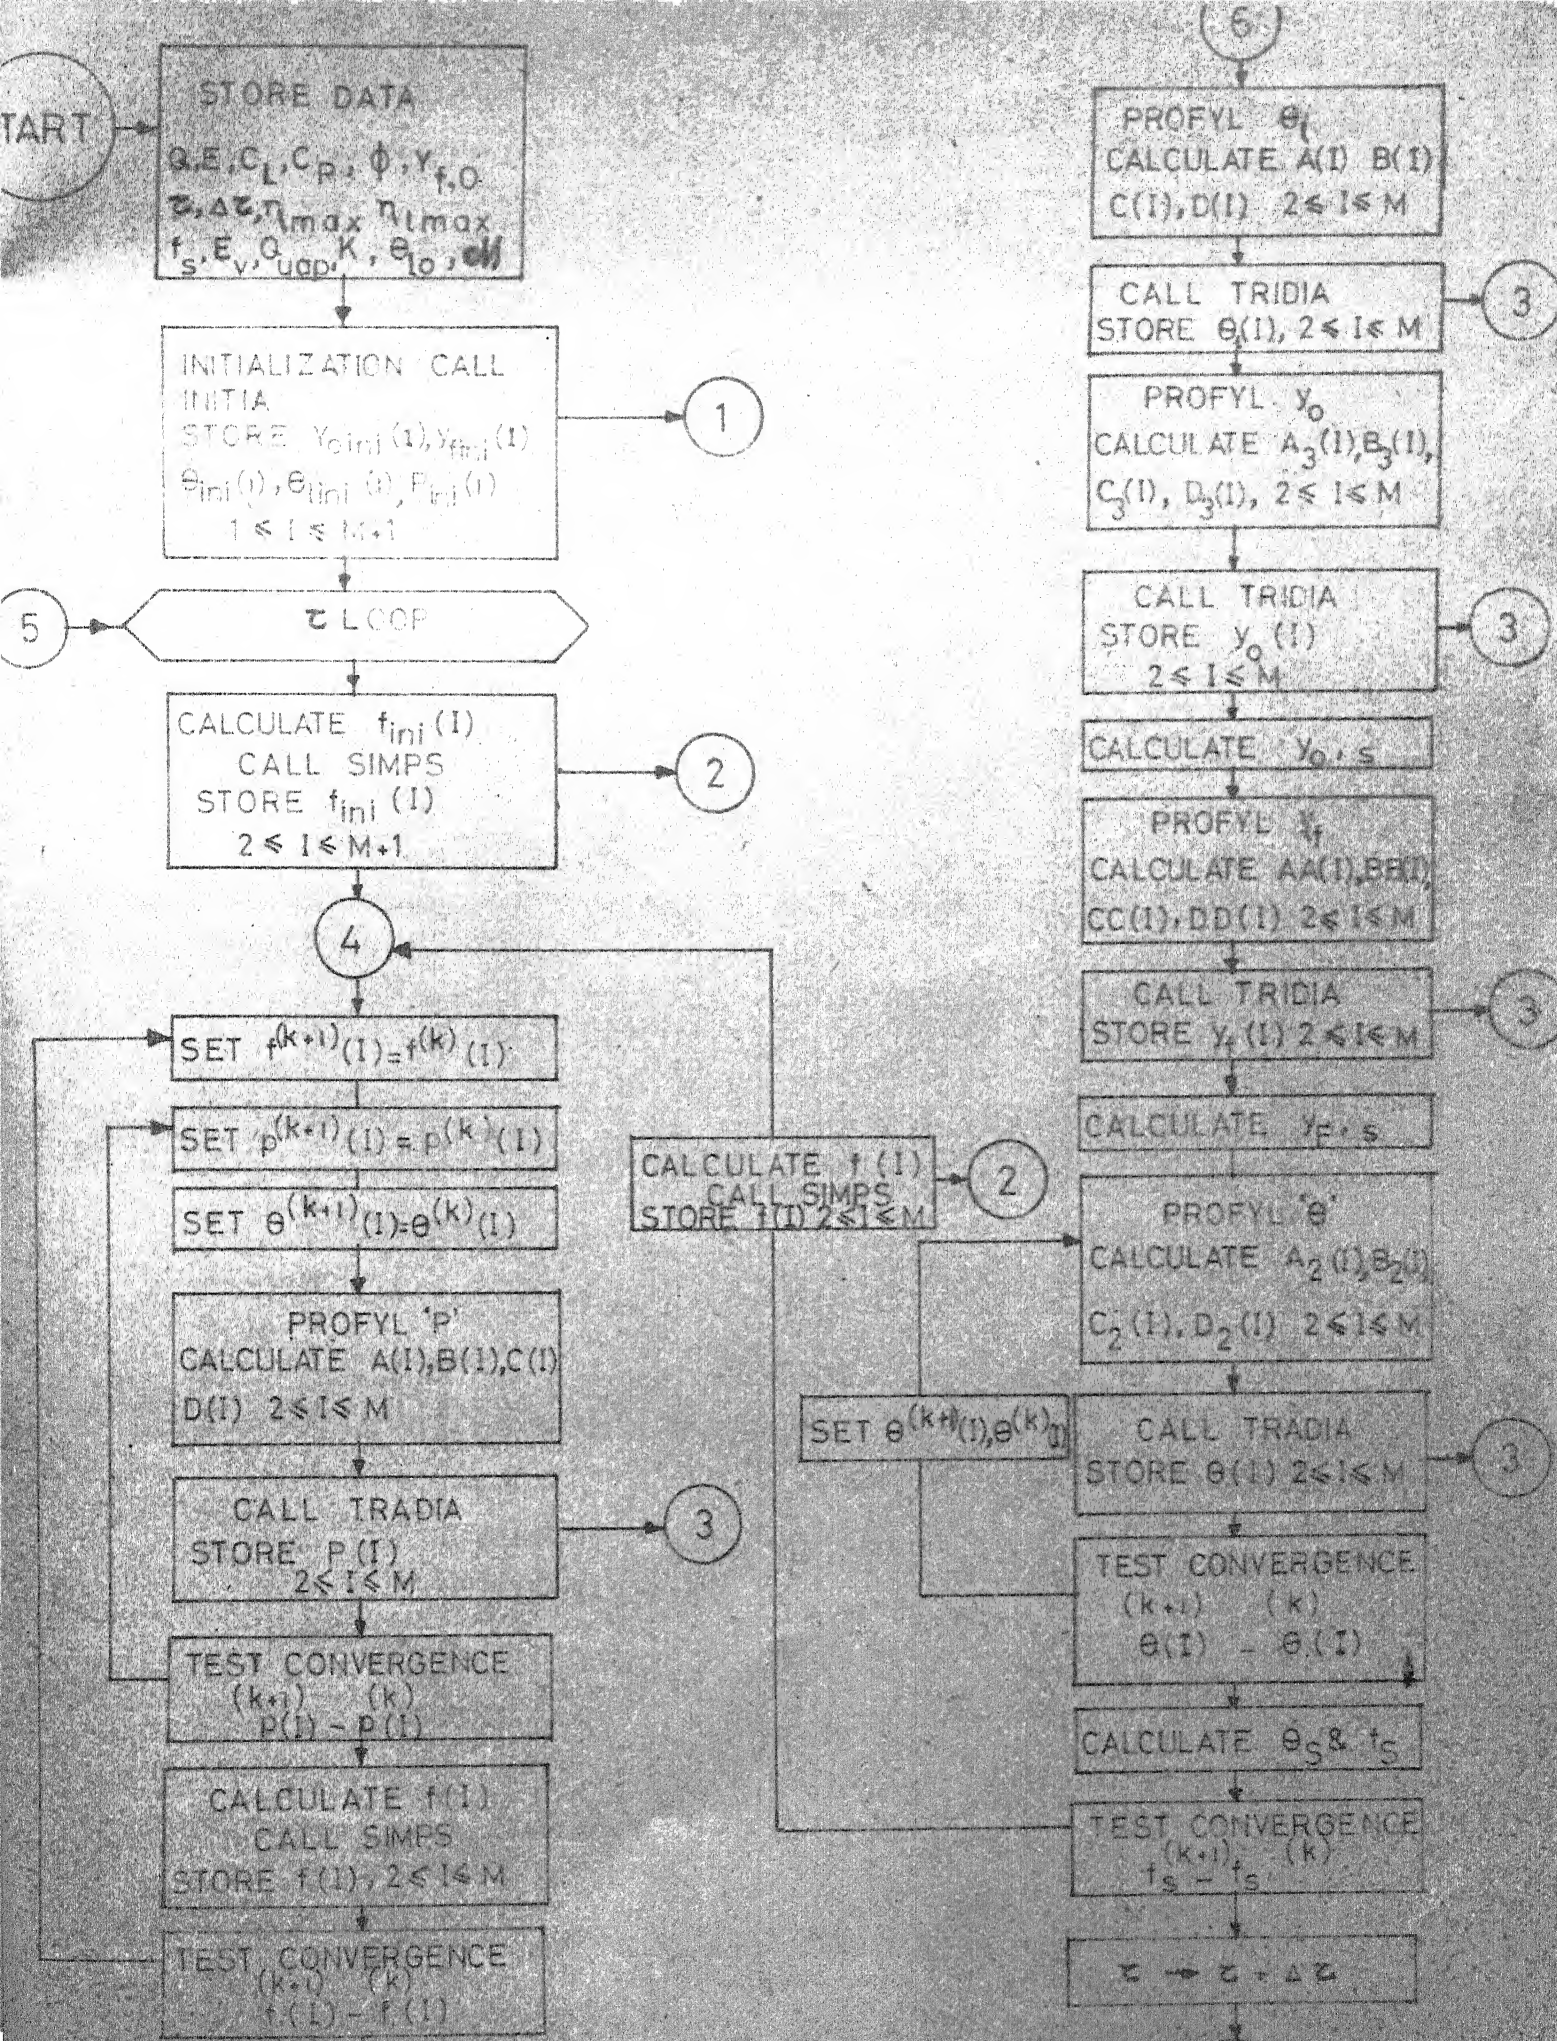 TART
STORE DATA
Q,E,C_L,C_P, φ,Y_f,O
τ,Δτ,η_max η_lmax
f_s,E_v,Q_vap,K,θ_lo,
INITIALIZATION CALL
INITIA
STORE Y_oini(I),y_fini(I)
θ_ini(I),θ_lini(I),P_ini(I)
1 ⩽ I ⩽ M+1
1
5
τ LOOP
CALCULATE f_ini(I)
CALL SIMPS
STORE f_ini(I)
2 ⩽ I ⩽ M+1
2
4
SET f^(k+1)(I)=f^(k)(I)
SET p^(k+1)(I)=p^(k)(I)
SET θ^(k+1)(I)=θ^(k)(I)
PROFYL 'P'
CALCULATE A(I),B(I),C(I)
D(I) 2⩽I⩽M
CALL TRADIA
STORE P(I)
2⩽I⩽M
3
TEST CONVERGENCE
(k+1) (k)
P(I) – P(I)
CALCULATE f(I)
CALL SIMPS
STORE f(I), 2⩽I⩽M
TEST CONVERGENCE
(k+1) (k)
f(I) – f(I)
CALCULATE f(I)
CALL SIMPS
STORE f(I) 2⩽I⩽M
2
SET θ^(k+1)(I),θ^(k)(I)
6
PROFYL θ_l
CALCULATE A(I) B(I)
C(I),D(I) 2⩽I⩽M
CALL TRIDIA
STORE θ_l(I), 2⩽I⩽M
3
PROFYL y_o
CALCULATE A_3(I),B_3(I),
C_3(I), D_3(I), 2⩽I⩽M
CALL TRIDIA
STORE y_o(I)
2⩽I⩽M
3
CALCULATE y_o,s
PROFYL y_f
CALCULATE AA(I),BB(I),
CC(I),DD(I) 2⩽I⩽M
CALL TRIDIA
STORE y_f(I) 2⩽I⩽M
3
CALCULATE y_F,s
PROFYL 'θ'
CALCULATE A_2(I),B_2(I)
C_2(I),D_2(I) 2⩽I⩽M
CALL TRADIA
STORE θ(I) 2⩽I⩽M
3
TEST CONVERGENCE
(k+1) (k)
θ(I) – θ(I)
CALCULATE θ_S & f_S
TEST CONVERGENCE
(k+1) (k)
f_s – f_s
τ → τ + Δτ